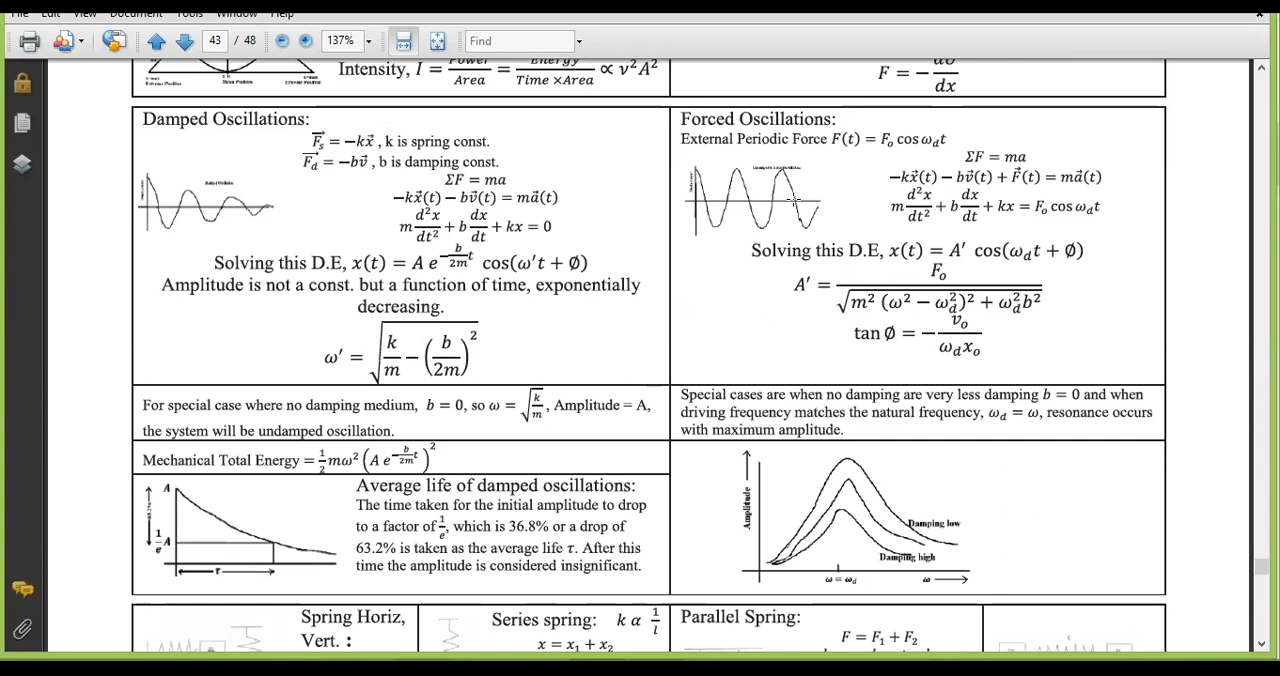 File Edit View Document Tools Window Help
43 / 48 137% Find
Intensity, I = Power/Area = Energy/Time ×Area ∝ ν²A²
F = − dU/dx
Damped Oscillations:
F⃗s = −kx⃗ , k is spring const.
F⃗d = −bv⃗ , b is damping const.
ΣF = ma
−kx⃗(t) − bv⃗(t) = ma⃗(t)
m d²x/dt² + b dx/dt + kx = 0
Solving this D.E, x(t) = A e^(−(b/2m)t) cos(ω′t + Ø)
Amplitude is not a const. but a function of time, exponentially
decreasing.
ω′ = √(k/m − (b/2m)²)
For special case where no damping medium, b = 0, so ω = √(k/m), Amplitude = A,
the system will be undamped oscillation.
Mechanical Total Energy = ½mω² (A e^(−(b/2m)t))²
A
1/e A
τ
Average life of damped oscillations:
The time taken for the initial amplitude to drop
to a factor of 1/e, which is 36.8% or a drop of
63.2% is taken as the average life τ. After this
time the amplitude is considered insignificant.
Forced Oscillations:
External Periodic Force F(t) = Fo cos ωd t
ΣF = ma
−kx⃗(t) − bv⃗(t) + F⃗(t) = ma⃗(t)
m d²x/dt² + b dx/dt + kx = Fo cos ωd t
Solving this D.E, x(t) = A′ cos(ωd t + Ø)
A′ = Fo / √(m² (ω² − ωd²)² + ωd²b²)
tan Ø = − vo / ωd xo
Special cases are when no damping are very less damping b = 0 and when
driving frequency matches the natural frequency, ωd = ω, resonance occurs
with maximum amplitude.
Amplitude
Damping low
Damping high
ω = ωd ω
Spring Horiz,
Vert. :
Series spring: k α 1/l
x = x₁ + x₂
Parallel Spring:
F = F₁ + F₂